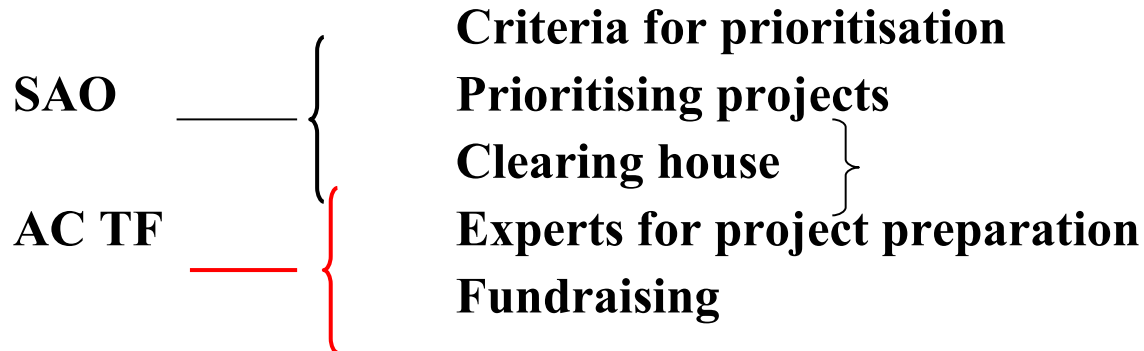 Criteria for prioritisation
SAO Prioritising projects
Clearing house
AC TF Experts for project preparation
Fundraising